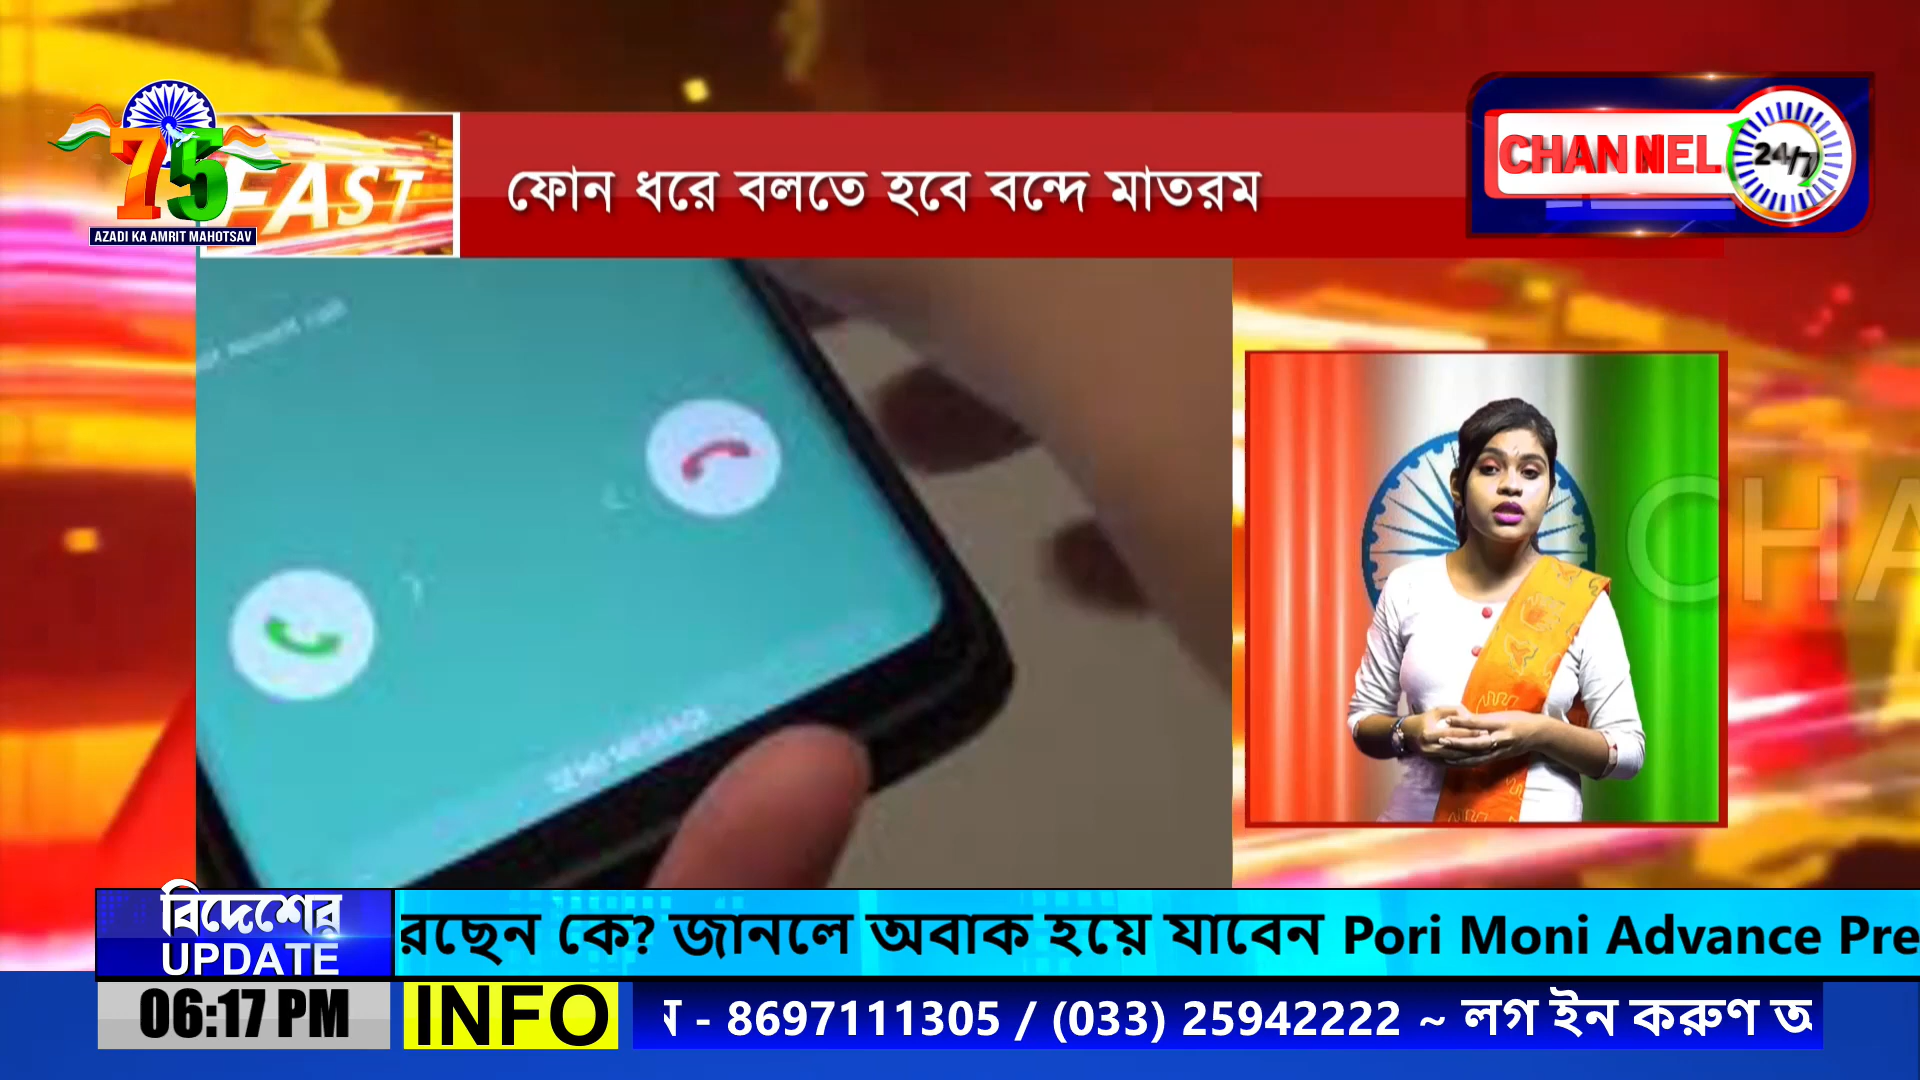 75
AZADI KA AMRIT MAHOTSAV
FAST
ফোন ধরে বলতে হবে বন্দে মাতরম
CHANNEL
24/7
CHA
বিদেশের
UPDATE
রছেন কে? জানলে অবাক হয়ে যাবেন Pori Moni Advance Pre
06:17 PM
INFO
- 8697111305 / (033) 25942222 ~ লগ ইন করুণ অ